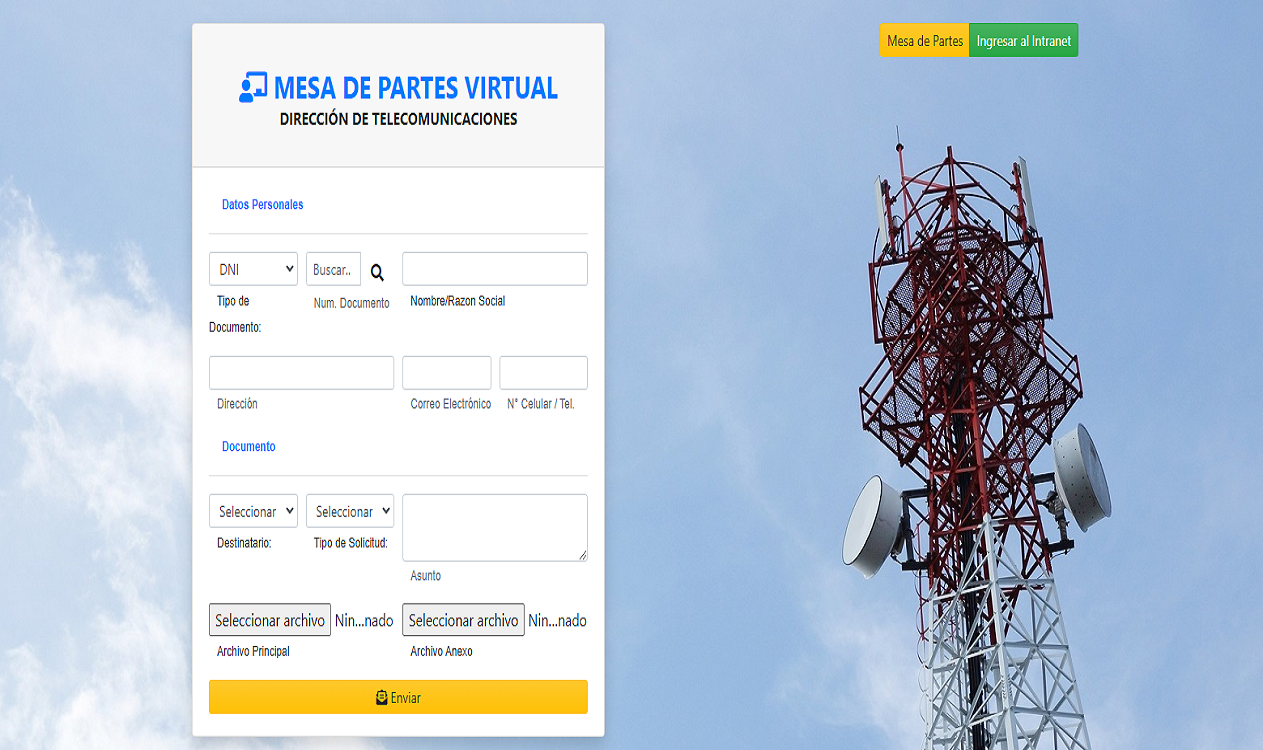 Mesa de Partes
Ingresar al Intranet
MESA DE PARTES VIRTUAL
DIRECCIÓN DE TELECOMUNICACIONES
Datos Personales
DNI
Buscar..
Tipo de
Documento:
Num. Documento
Nombre/Razon Social
Dirección
Correo Electrónico
N° Celular / Tel.
Documento
Seleccionar
Seleccionar
Destinatario:
Tipo de Solicitud:
Asunto
Seleccionar archivo Nin...nado
Seleccionar archivo Nin...nado
Archivo Principal
Archivo Anexo
Enviar